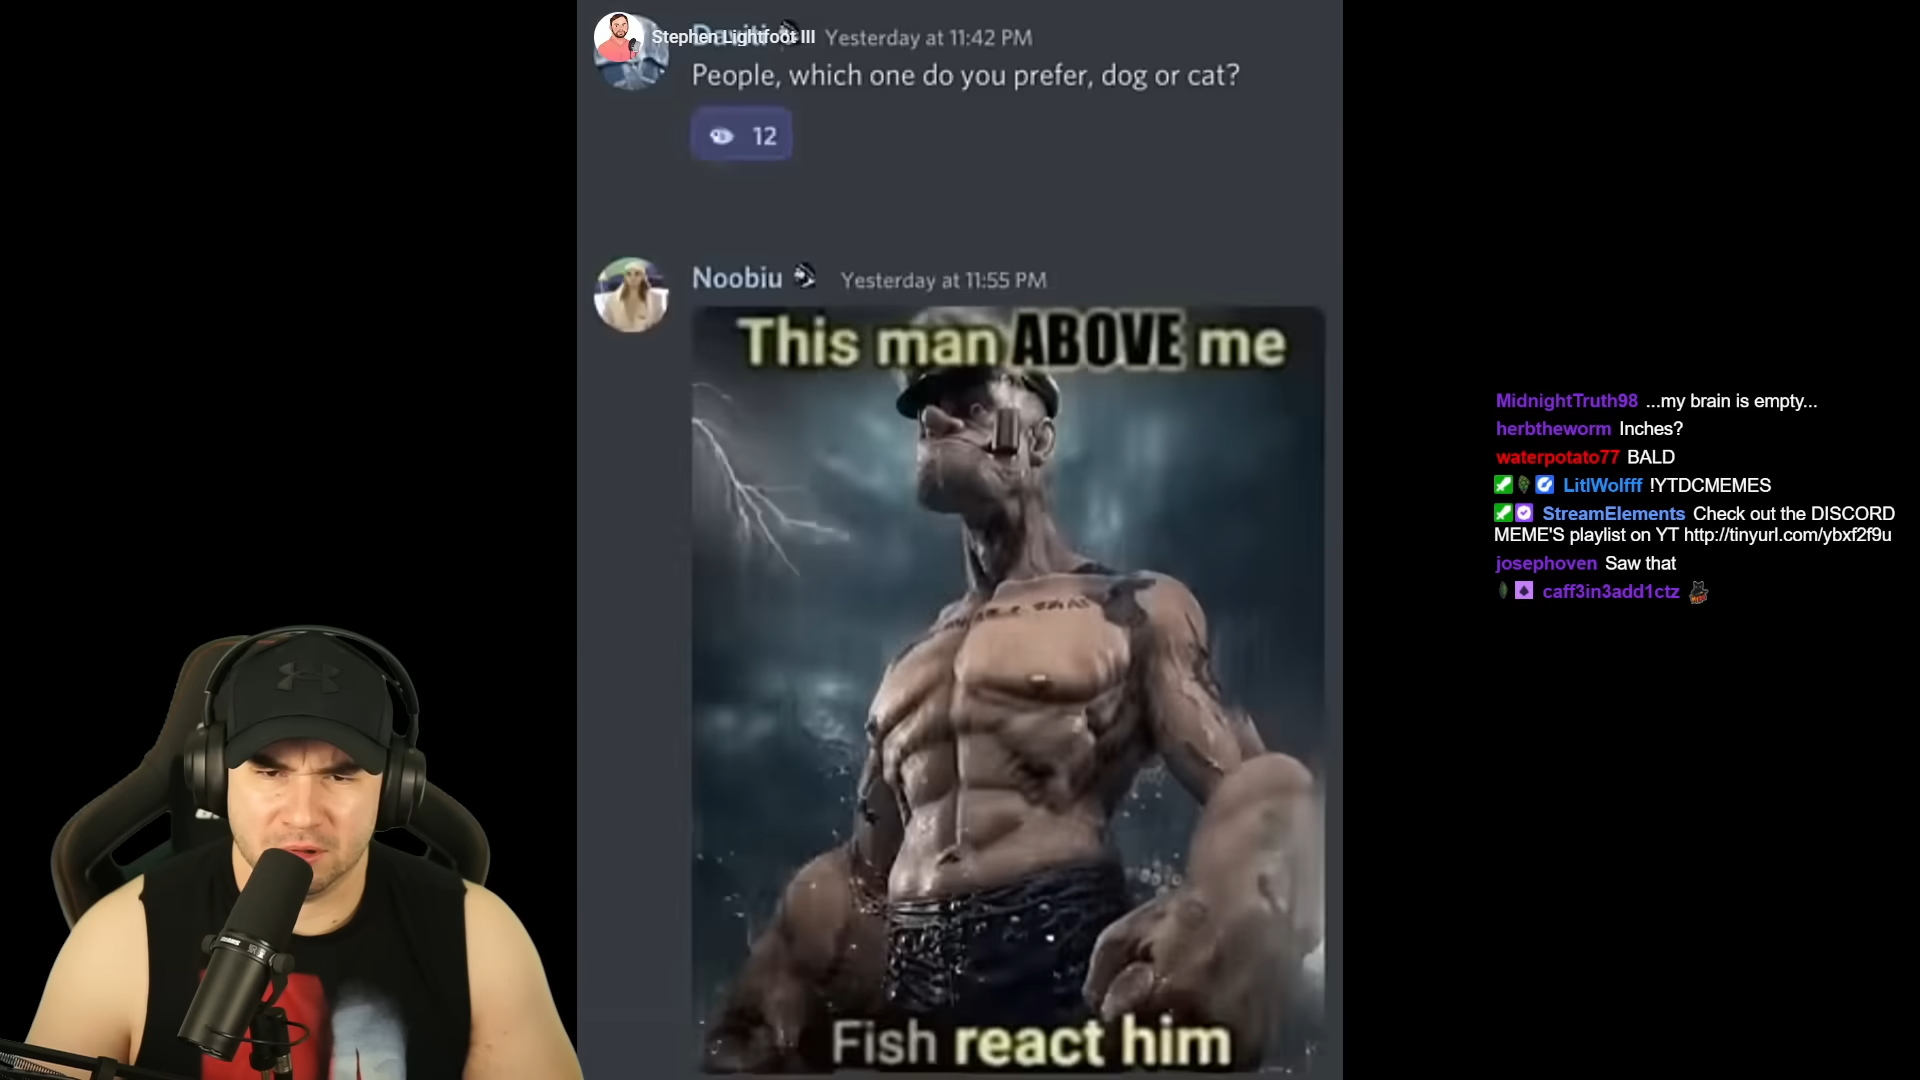 Stephen Lightfoot III
Yesterday at 11:42 PM
People, which one do you prefer, dog or cat?
12
Noobiu
Yesterday at 11:55 PM
This man ABOVE me
Fish react him
MidnightTruth98 ...my brain is empty...
herbtheworm Inches?
waterpotato77 BALD
LitlWolfff !YTDCMEMES
StreamElements Check out the DISCORD
MEME'S playlist on YT http://tinyurl.com/ybxf2f9u
josephoven Saw that
caff3in3add1ctz